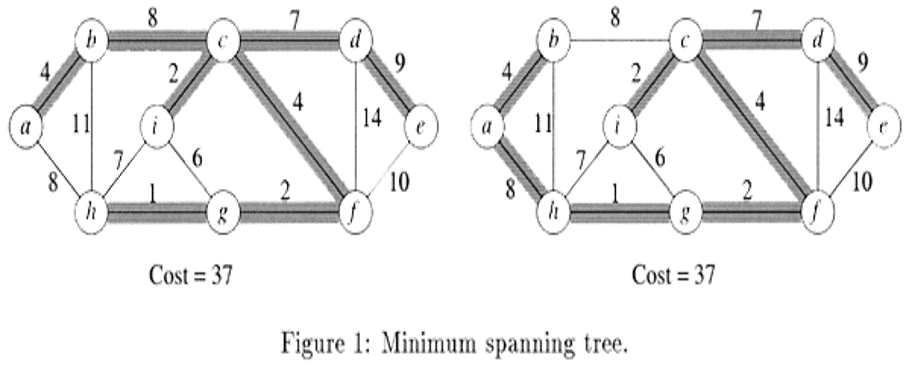 8 7
b c d
4 2 9
4
a 11 i 14 e
7 6
8 1 2 10
h g f
Cost = 37
8 7
b c d
4 2 9
4
a 11 i 14 e
7 6
8 1 2 10
h g f
Cost = 37
Figure 1: Minimum spanning tree.